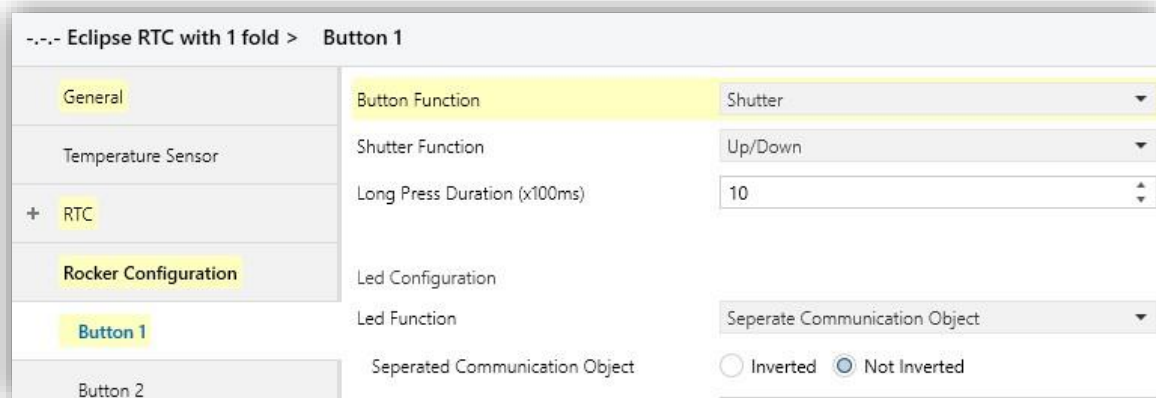 -.-.- Eclipse RTC with 1 fold > Button 1
General
Temperature Sensor
+ RTC
Rocker Configuration
Button 1
Button 2
Button Function Shutter
Shutter Function Up/Down
Long Press Duration (x100ms) 10
Led Configuration
Led Function Seperate Communication Object
Seperated Communication Object Inverted Not Inverted